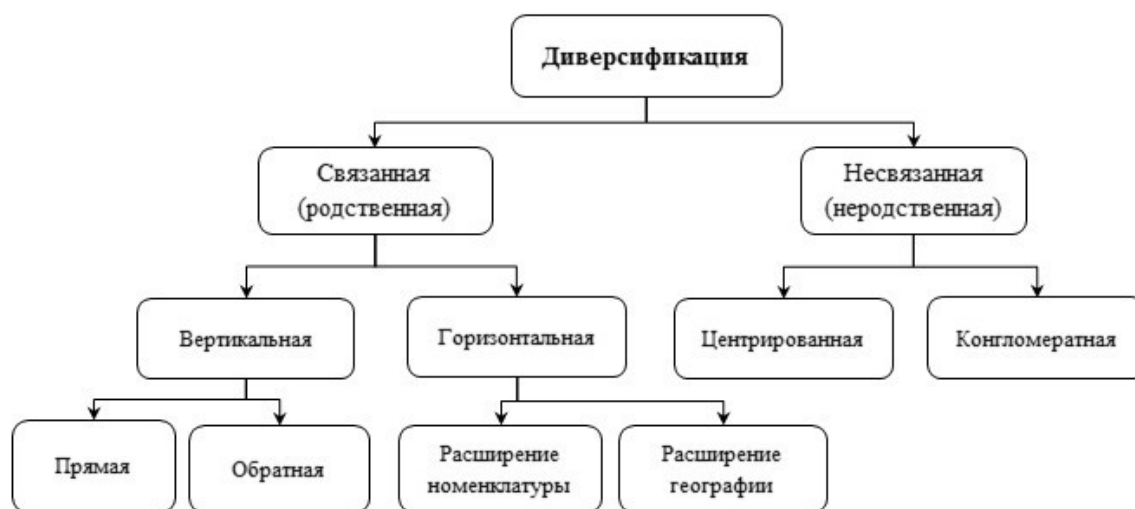 Диверсификация
Связанная
(родственная)
Несвязанная
(неродственная)
Вертикальная
Горизонтальная
Центрированная
Конгломератная
Прямая
Обратная
Расширение
номенклатуры
Расширение
географии